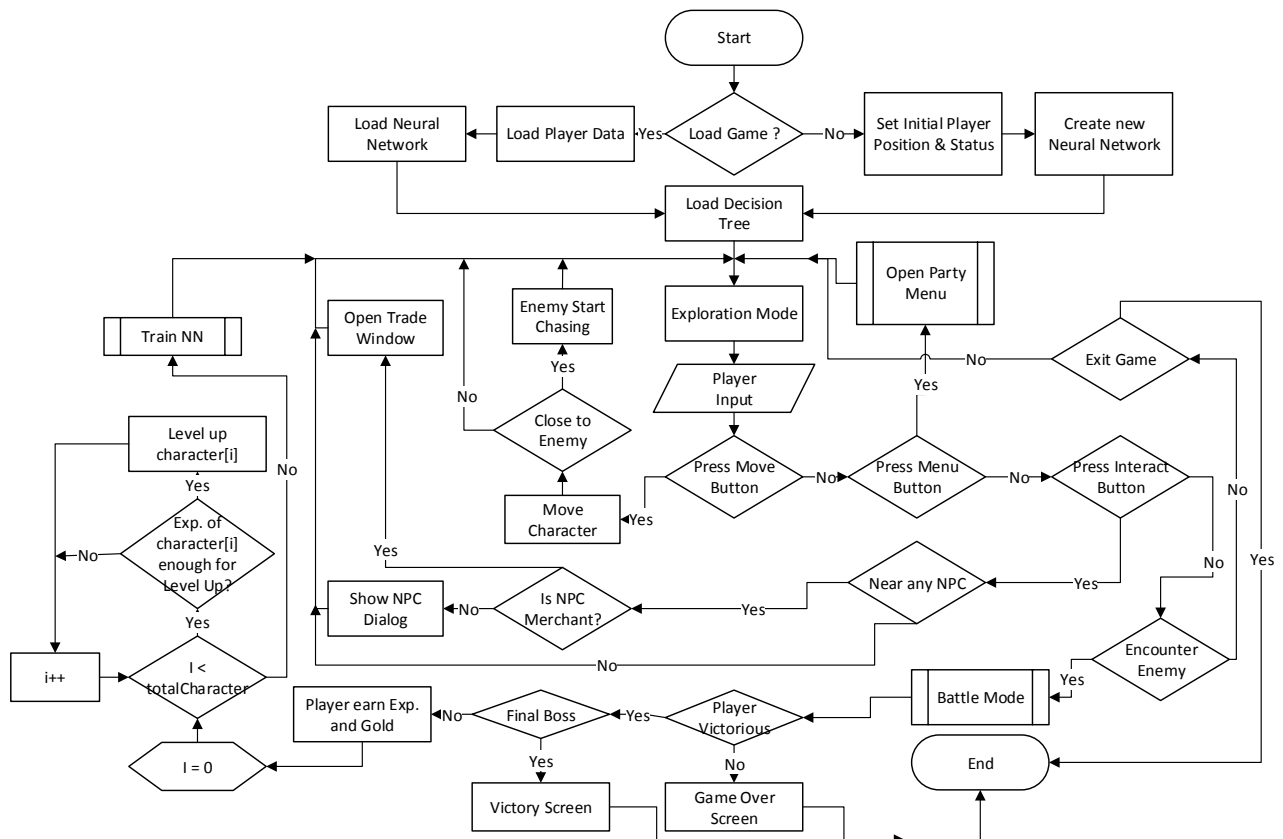 Start
Load Neural
Network
Load Player Data
Yes
Load Game ?
No
Set Initial Player
Position & Status
Create new
Neural Network
Load Decision
Tree
Open Party
Menu
Enemy Start
Chasing
Exploration Mode
Open Trade
Window
Train NN
Yes
No
Exit Game
Player
Input
Yes
No
Close to
Enemy
Level up
character[i]
No
Press Move
Button
No
Press Menu
Button
No
Press Interact
Button
Yes
No
Move
Character
Yes
Exp. of
character[i]
enough for
Level Up?
No
Yes
Yes
No
Near any NPC
Yes
Show NPC
Dialog
No
Is NPC
Merchant?
Yes
Yes
No
i++
I <
totalCharacter
Encounter
Enemy
Yes
Battle Mode
Player earn Exp.
and Gold
No
Final Boss
Yes
Player
Victorious
I = 0
Yes
No
End
Victory Screen
Game Over
Screen